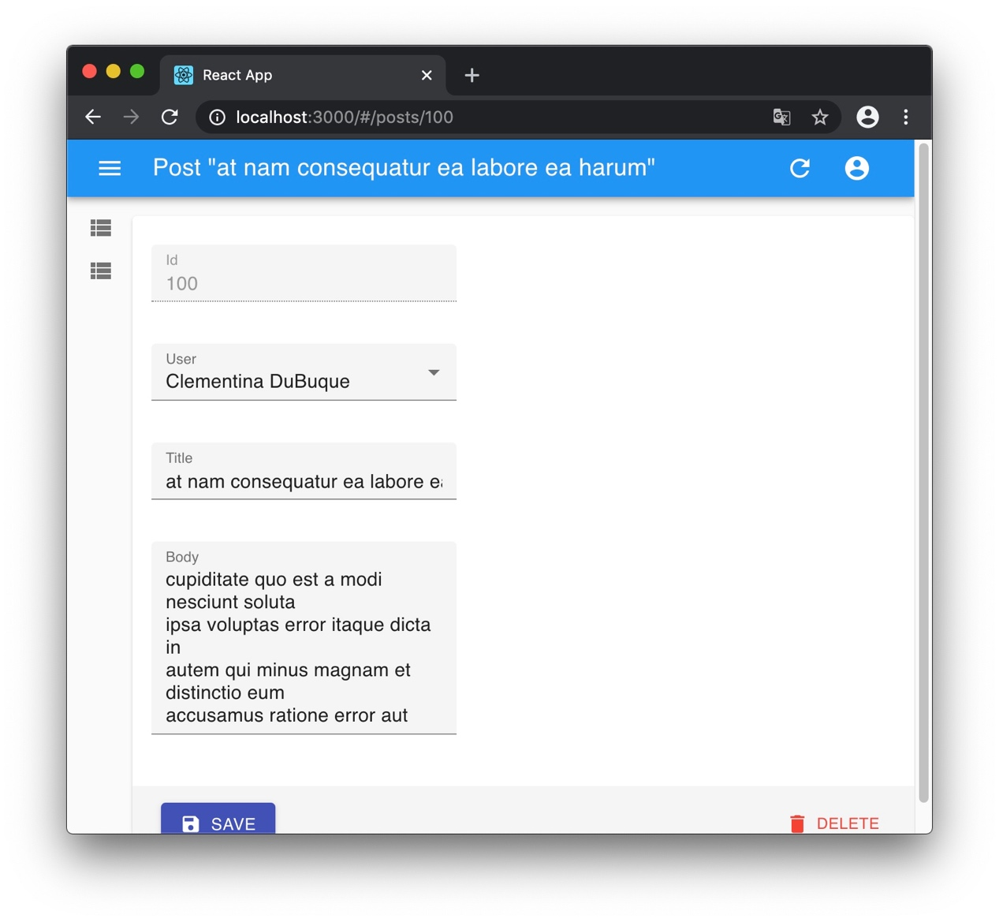 React App
localhost:3000/#/posts/100
Post "at nam consequatur ea labore ea harum"
Id
100
User
Clementina DuBuque
Title
at nam consequatur ea labore ea
Body
cupiditate quo est a modi
nesciunt soluta
ipsa voluptas error itaque dicta
in
autem qui minus magnam et
distinctio eum
accusamus ratione error aut
SAVE
DELETE